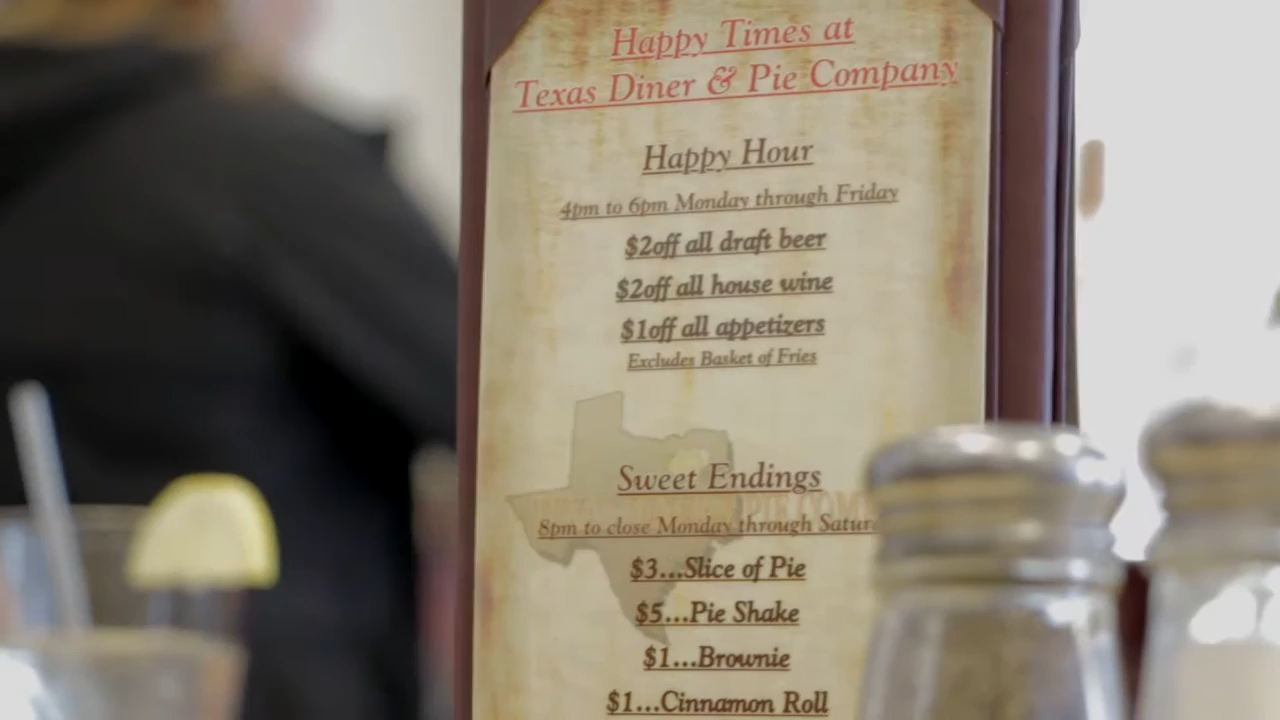 Happy Times at
Texas Diner & Pie Company
Happy Hour
4pm to 6pm Monday through Friday
$2off all draft beer
$2off all house wine
$1off all appetizers
Excludes Basket of Fries
Sweet Endings
8pm to close Monday through
$3...Slice of Pie
$5...Pie Shake
$1...Brownie
$1...Cinnamon Roll